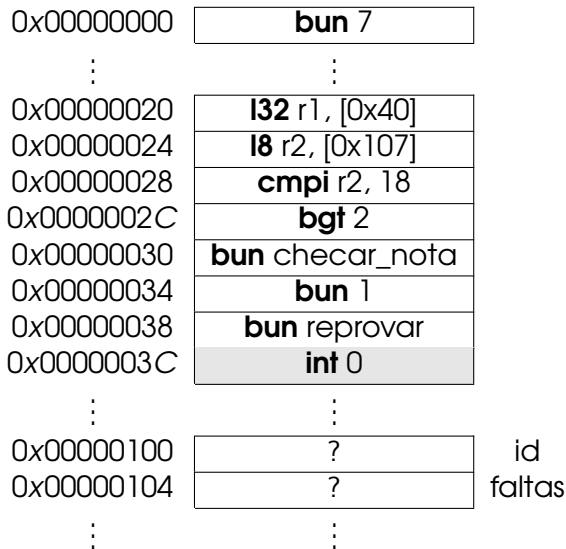 0x00000000 bun 7
⋮ ⋮
0x00000020 l32 r1, [0x40]
0x00000024 l8 r2, [0x107]
0x00000028 cmpi r2, 18
0x0000002C bgt 2
0x00000030 bun checar_nota
0x00000034 bun 1
0x00000038 bun reprovar
0x0000003C int 0
⋮ ⋮
0x00000100 ? id
0x00000104 ? faltas
⋮ ⋮